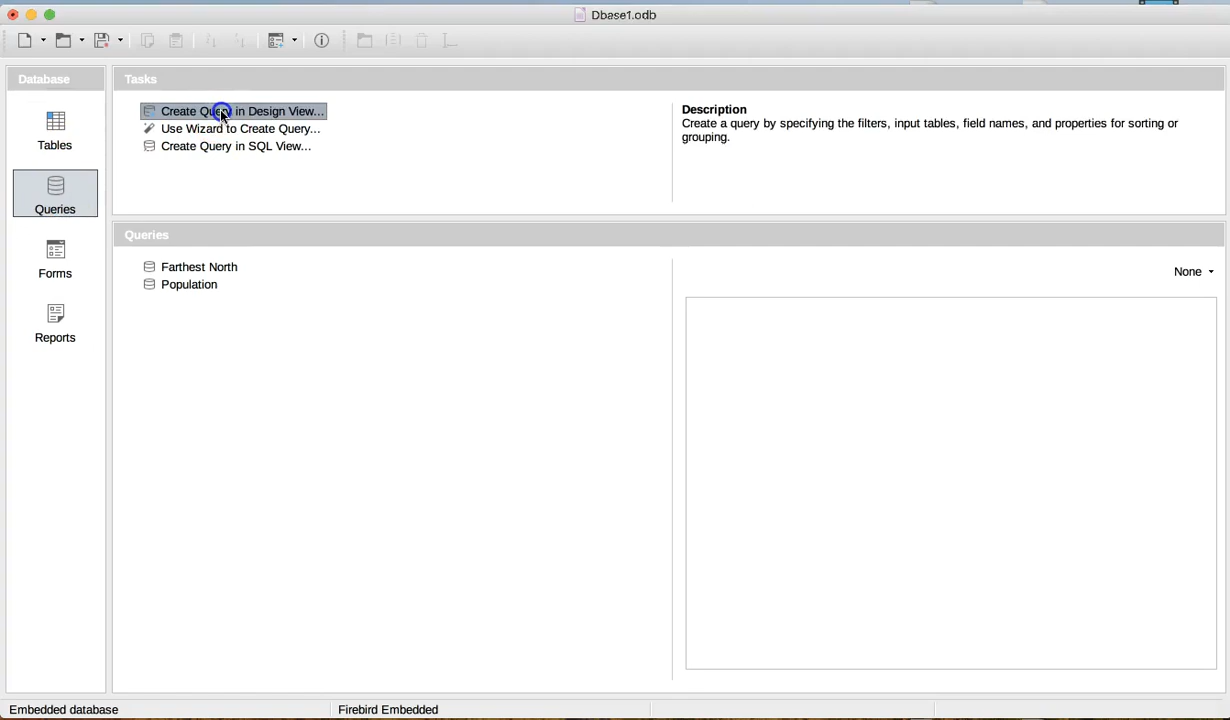 Dbase1.odb
Database
Tasks
Tables
Queries
Forms
Reports
Create Query in Design View...
Use Wizard to Create Query...
Create Query in SQL View...
Description
Create a query by specifying the filters, input tables, field names, and properties for sorting or
grouping.
Queries
Farthest North
Population
None
Embedded database
Firebird Embedded